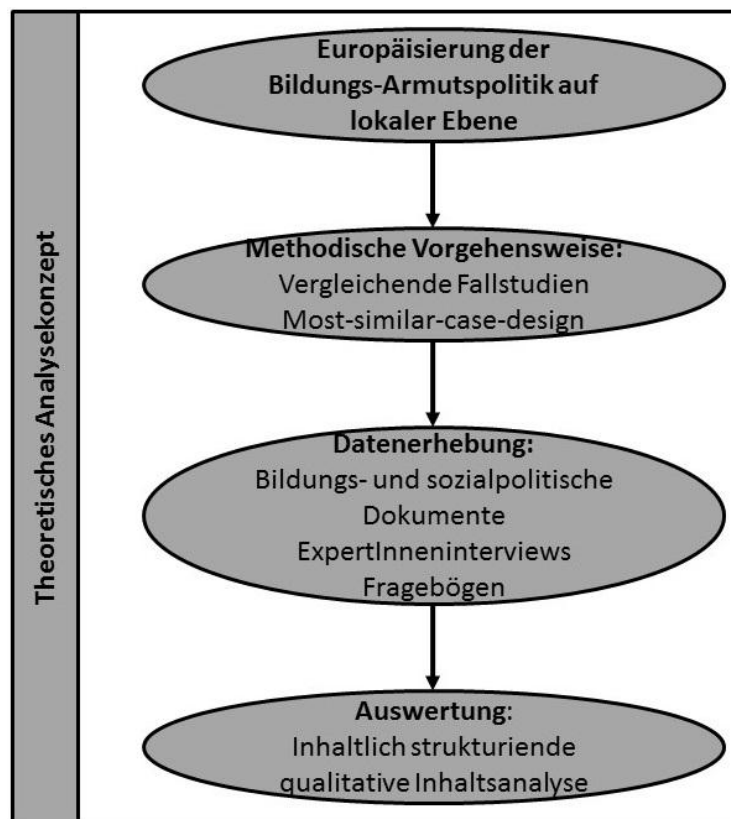 Theoretisches Analysekonzept
Europäisierung der
Bildungs-Armutspolitik auf
lokaler Ebene
Methodische Vorgehensweise:
Vergleichende Fallstudien
Most-similar-case-design
Datenerhebung:
Bildungs- und sozialpolitische
Dokumente
ExpertInneninterviews
Fragebögen
Auswertung:
Inhaltlich strukturiende
qualitative Inhaltsanalyse